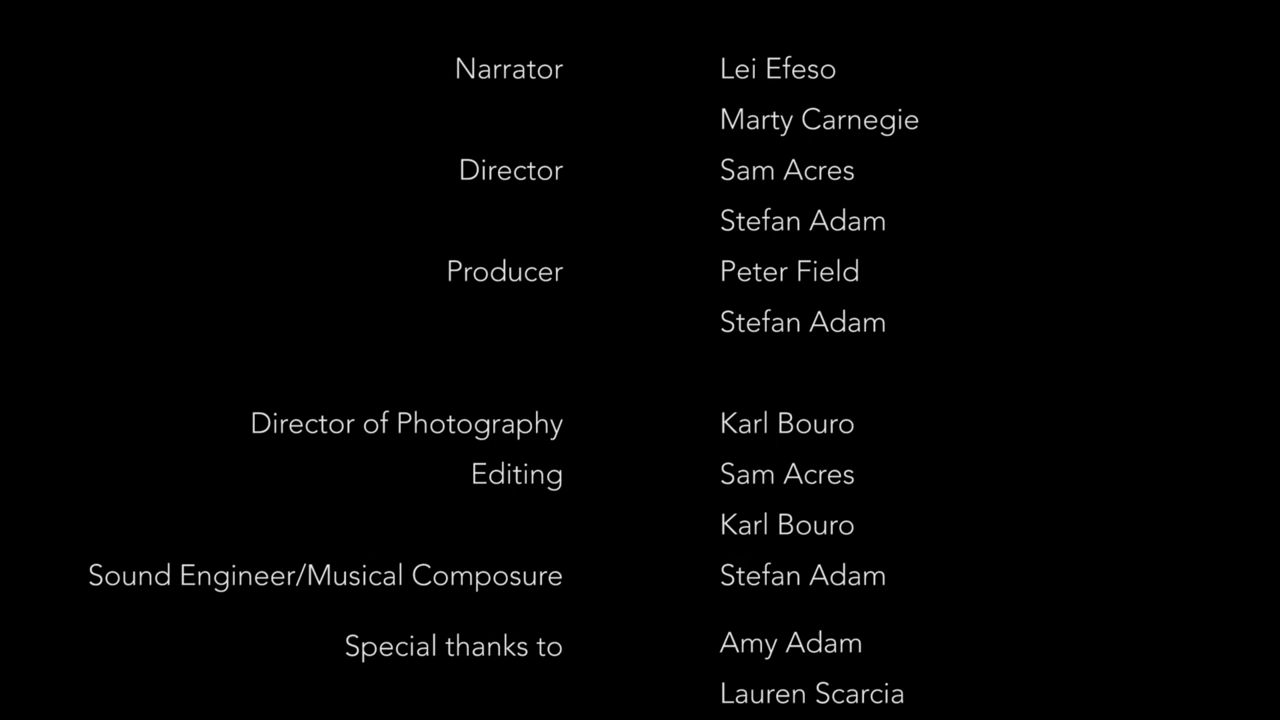 Narrator Lei Efeso
Marty Carnegie
Director Sam Acres
Stefan Adam
Producer Peter Field
Stefan Adam
Director of Photography Karl Bouro
Editing Sam Acres
Karl Bouro
Sound Engineer/Musical Composure Stefan Adam
Special thanks to Amy Adam
Lauren Scarcia